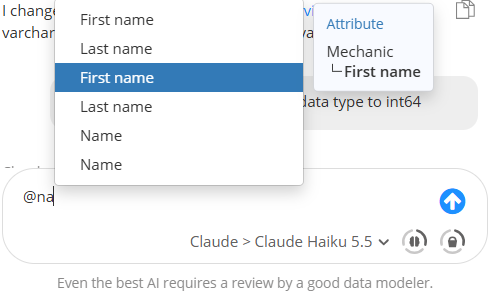 I change
varchar
First name
Last name
First name
Last name
Name
Name
Attribute
Mechanic
First name
data type to int64
@na
Claude > Claude Haiku 5.5
Even the best AI requires a review by a good data modeler.